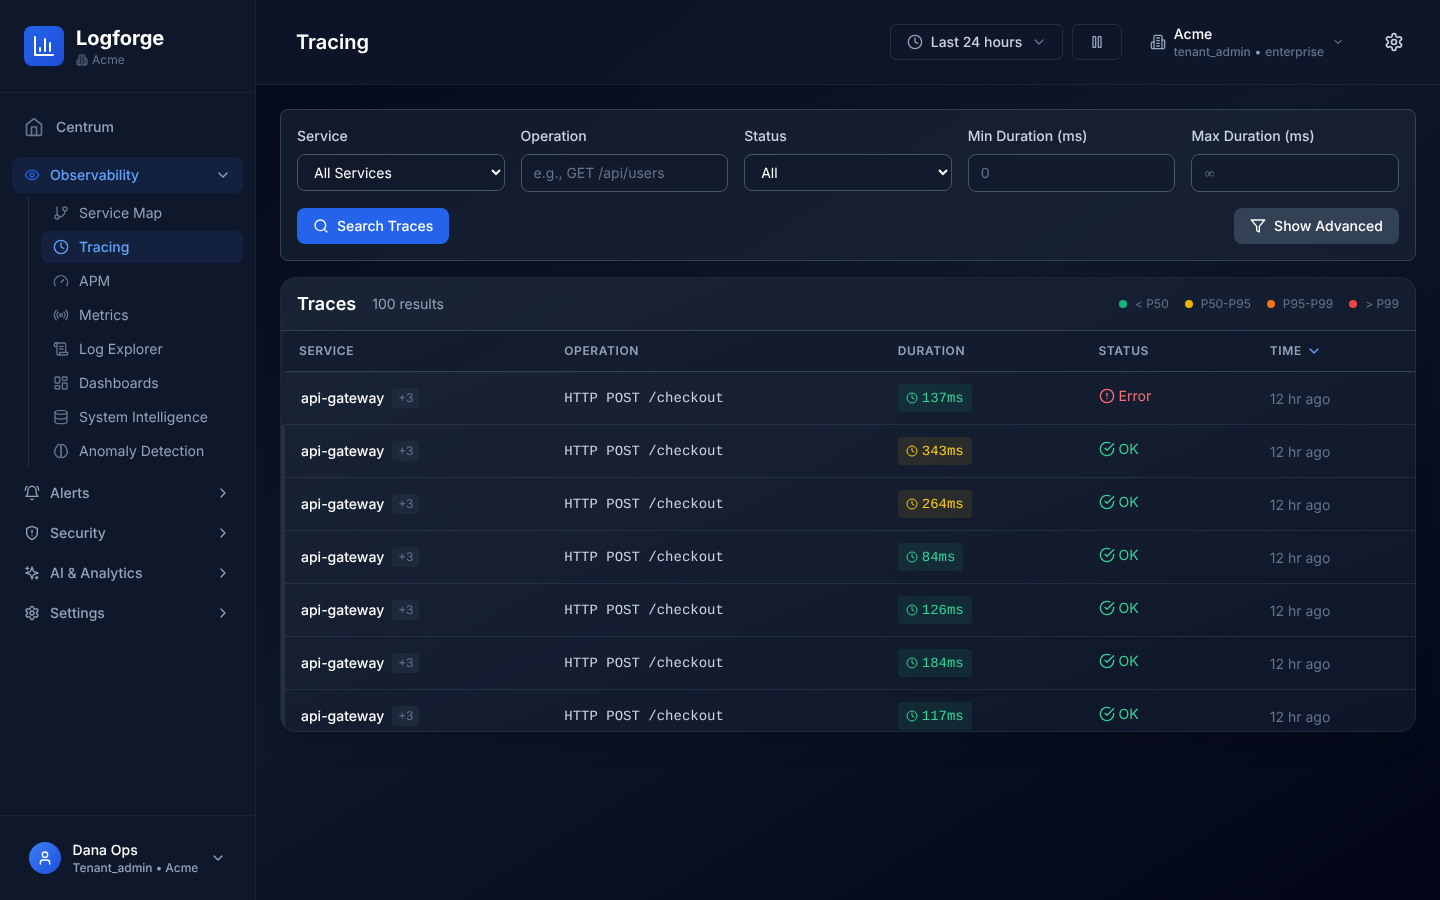 Logforge
Acme
Centrum
Observability
Service Map
Tracing
APM
Metrics
Log Explorer
Dashboards
System Intelligence
Anomaly Detection
Alerts
Security
AI & Analytics
Settings
Dana Ops
Tenant_admin • Acme
Tracing
Last 24 hours
Acme
tenant_admin • enterprise
Service Operation Status Min Duration (ms) Max Duration (ms)
All Services e.g., GET /api/users All 0 ∞
Search Traces Show Advanced
Traces 100 results < P50 P50-P95 P95-P99 > P99
SERVICE OPERATION DURATION STATUS TIME
api-gateway +3 HTTP POST /checkout 137ms Error 12 hr ago
api-gateway +3 HTTP POST /checkout 343ms OK 12 hr ago
api-gateway +3 HTTP POST /checkout 264ms OK 12 hr ago
api-gateway +3 HTTP POST /checkout 84ms OK 12 hr ago
api-gateway +3 HTTP POST /checkout 126ms OK 12 hr ago
api-gateway +3 HTTP POST /checkout 184ms OK 12 hr ago
api-gateway +3 HTTP POST /checkout 117ms OK 12 hr ago